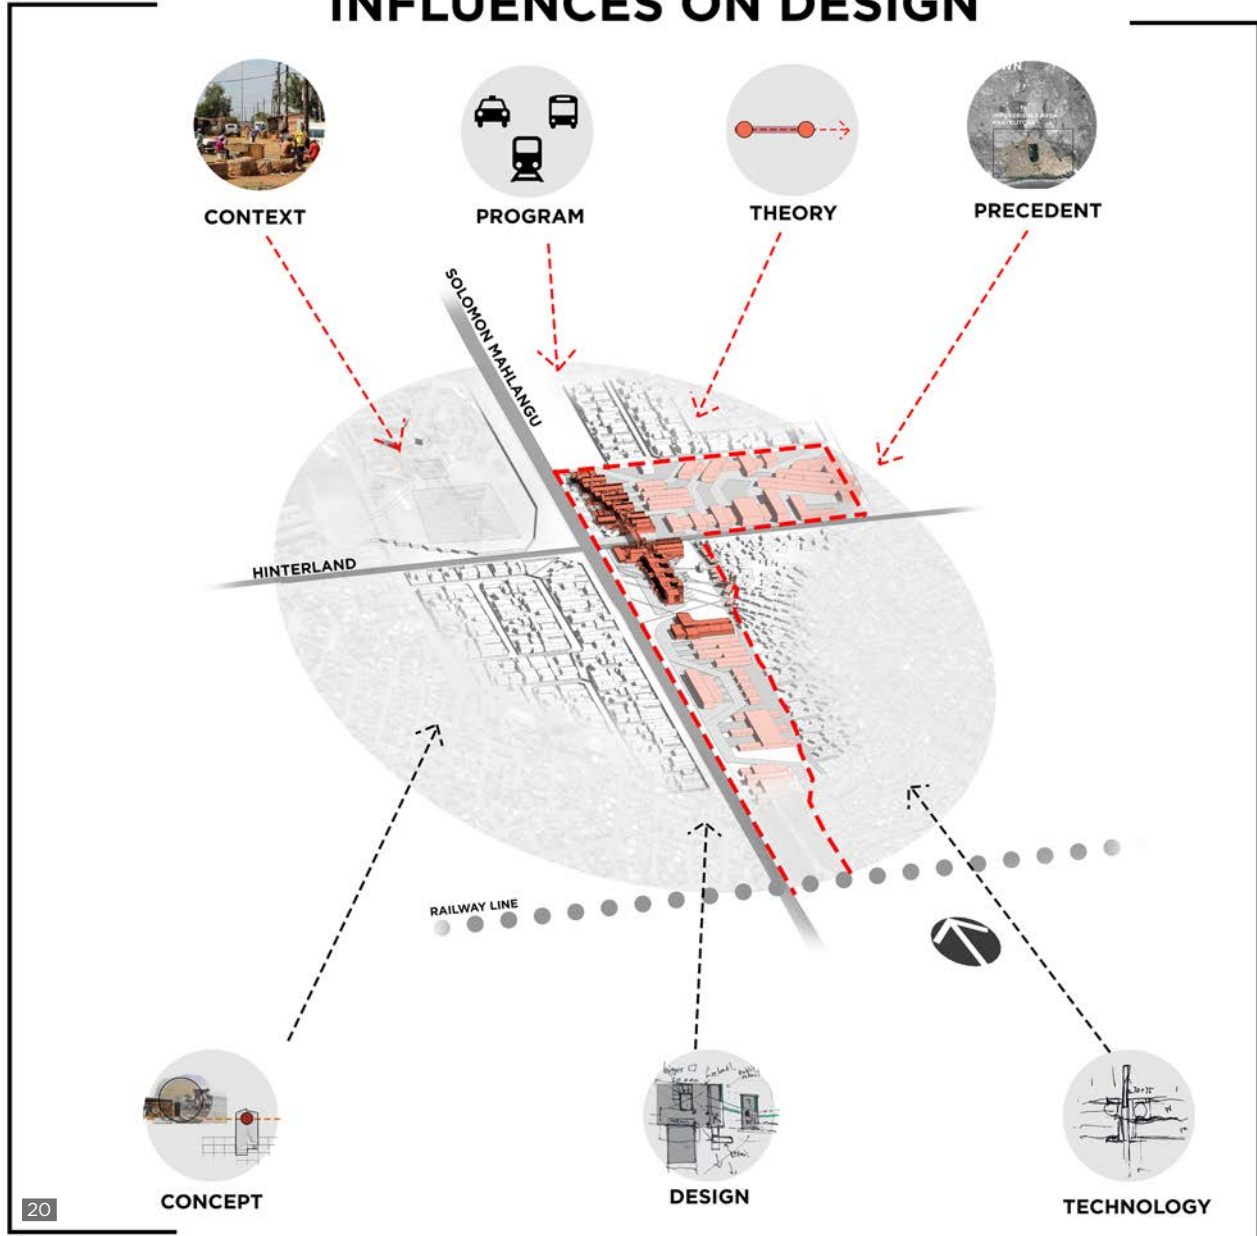 INFLUENCES ON DESIGN
CONTEXT
PROGRAM
THEORY
PRECEDENT
SOLOMON MAHLANGU
HINTERLAND
RAILWAY LINE
CONCEPT
DESIGN
TECHNOLOGY
20